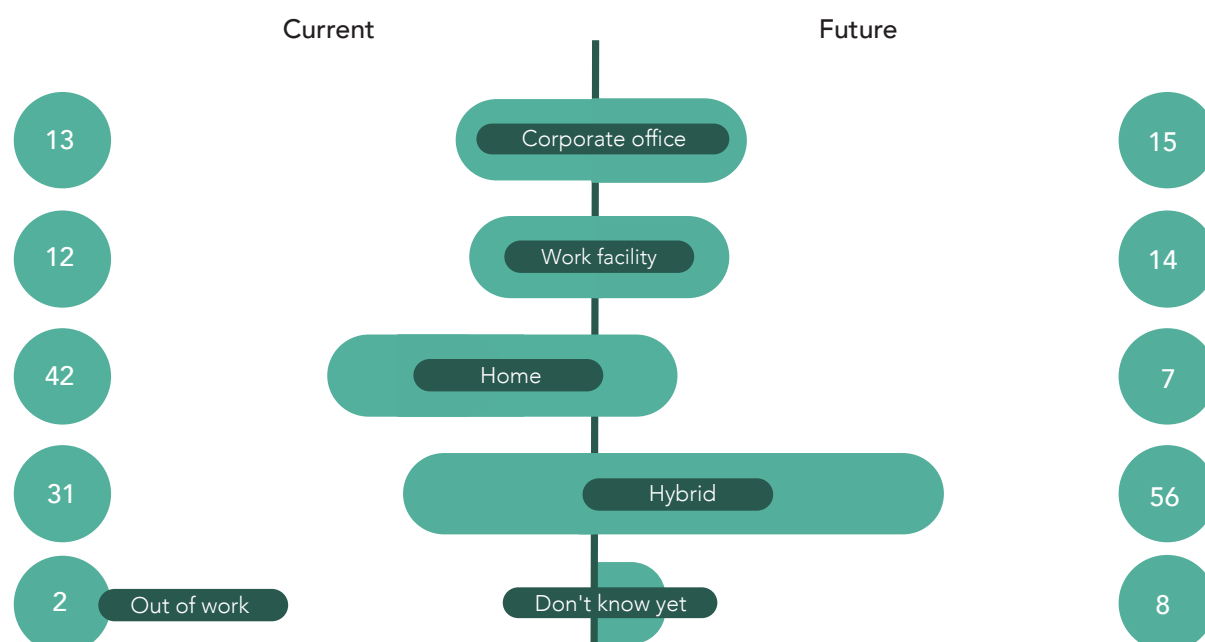 Current Future
13 Corporate office 15
12 Work facility 14
42 Home 7
31 Hybrid 56
2 Out of work Don't know yet 8